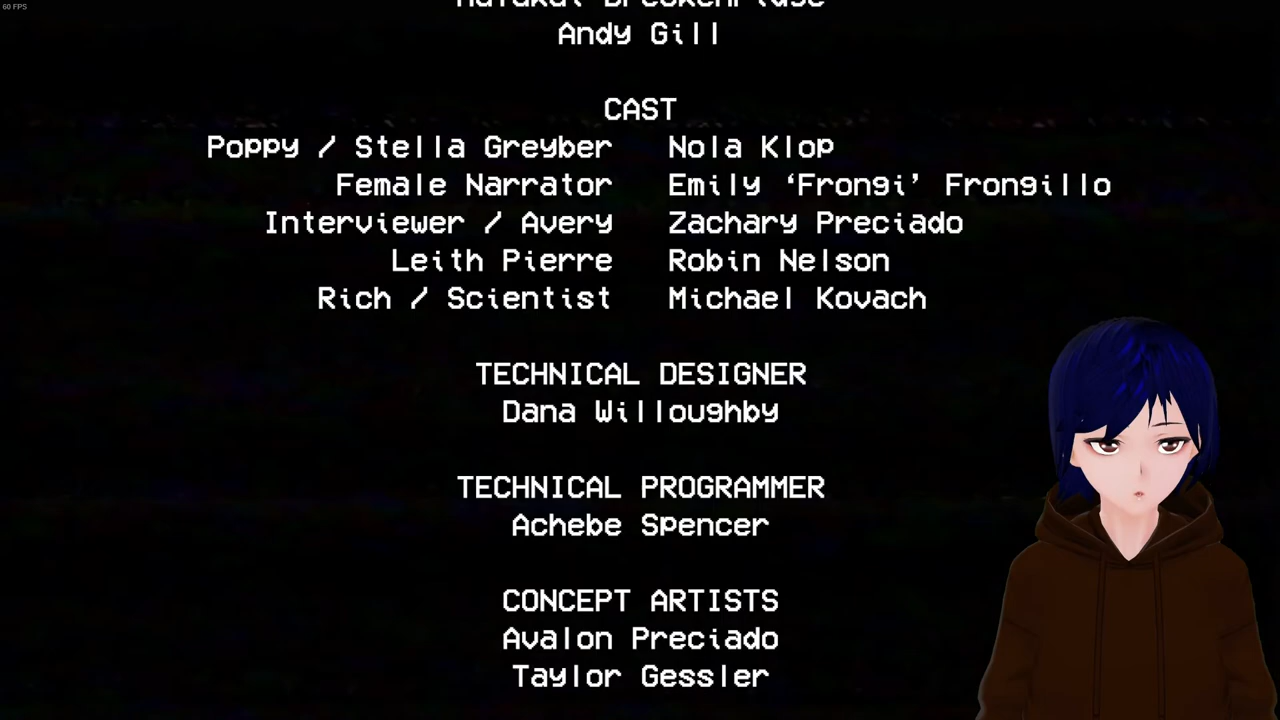 60 FPS
Andy Gill
CAST
Poppy / Stella Greyber Nola Klop
Female Narrator Emily ‘Frongi’ Frongillo
Interviewer / Avery Zachary Preciado
Leith Pierre Robin Nelson
Rich / Scientist Michael Kovach
TECHNICAL DESIGNER
Dana Willoughby
TECHNICAL PROGRAMMER
Achebe Spencer
CONCEPT ARTISTS
Avalon Preciado
Taylor Gessler